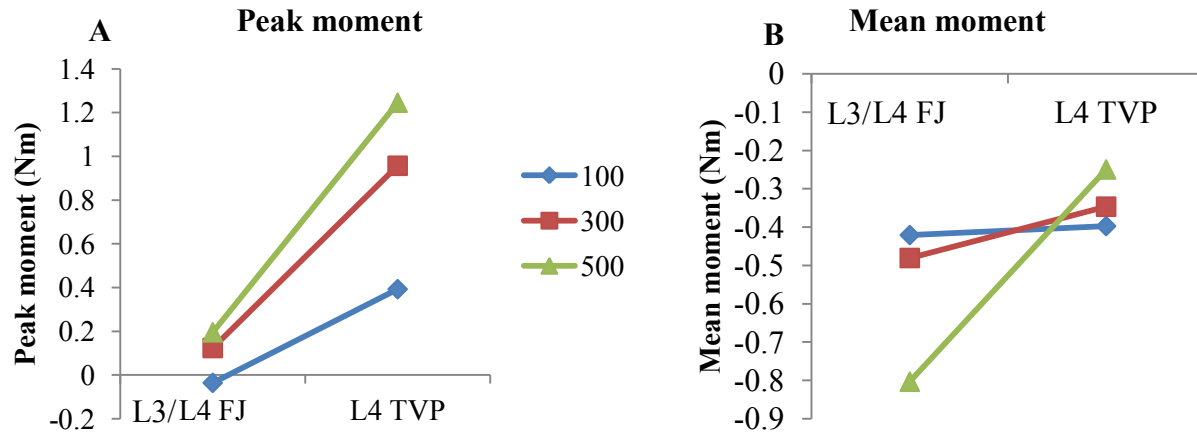 A
Peak moment
Peak moment (Nm)
1.4
1.2
1
0.8
0.6
0.4
0.2
0
-0.2
L3/L4 FJ
L4 TVP
100
300
500
B
Mean moment
Mean moment (Nm)
0
-0.1
-0.2
-0.3
-0.4
-0.5
-0.6
-0.7
-0.8
-0.9
L3/L4 FJ
L4 TVP